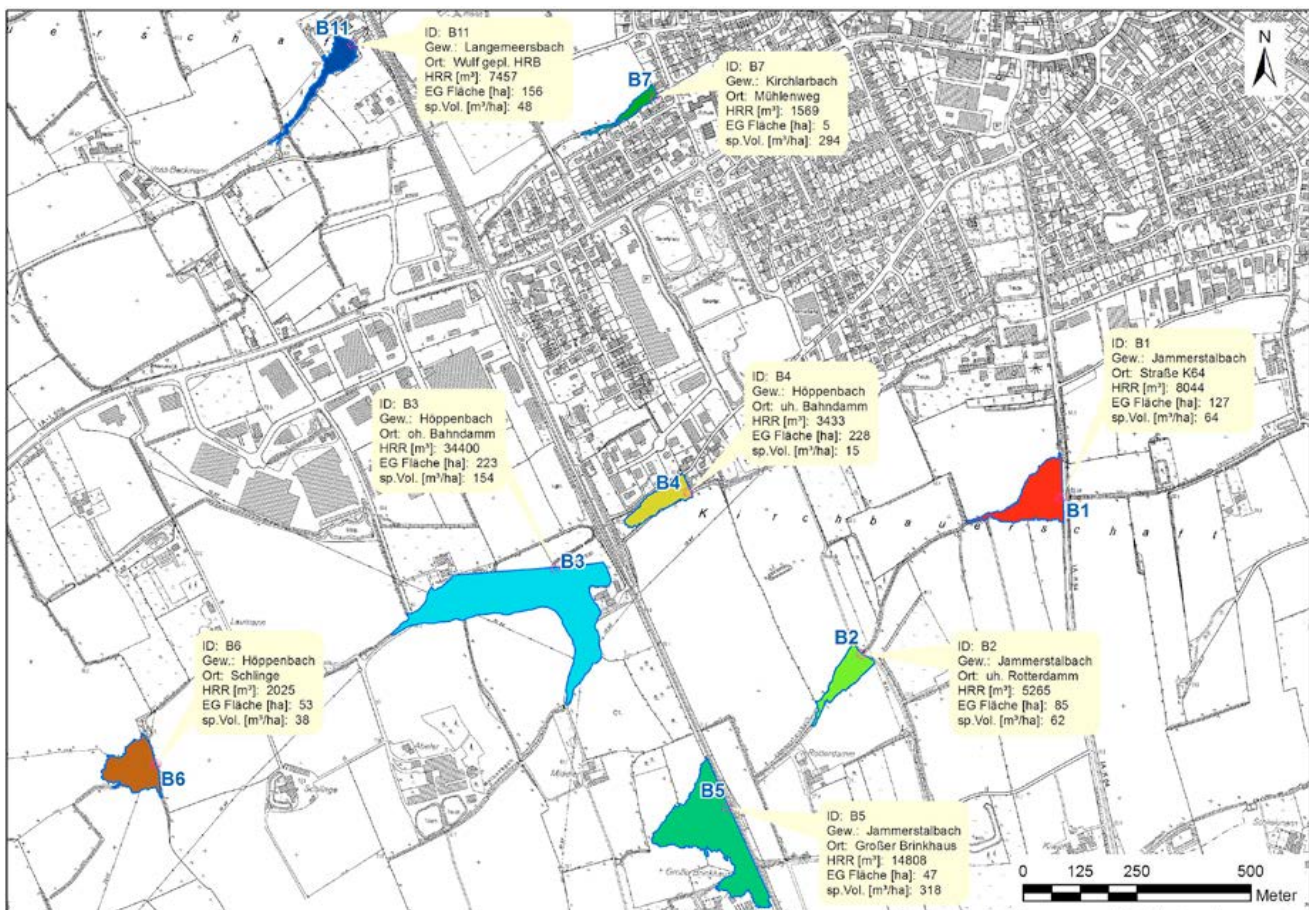 B11
ID: B11
Gew.: Langemeersbach
Ort: Wulf gepl. HRB
HRR [m³]: 7457
EG Fläche [ha]: 156
sp.Vol. [m³/ha]: 48
B7
ID: B7
Gew.: Kirchlarbach
Ort: Mühlenweg
HRR [m³]: 1569
EG Fläche [ha]: 5
sp.Vol. [m³/ha]: 294
N
ID: B1
Gew.: Jammerstalbach
Ort: Straße K64
HRR [m³]: 8044
EG Fläche [ha]: 127
sp.Vol. [m³/ha]: 64
B1
ID: B4
Gew.: Höppenbach
Ort: uh. Bahndamm
HRR [m³]: 3433
EG Fläche [ha]: 228
sp.Vol. [m³/ha]: 15
B4
ID: B3
Gew.: Höppenbach
Ort: oh. Bahndamm
HRR [m³]: 34400
EG Fläche [ha]: 223
sp.Vol. [m³/ha]: 154
B3
Kirchbauerschaft
B2
ID: B2
Gew.: Jammerstalbach
Ort: uh. Rotterdamm
HRR [m³]: 5265
EG Fläche [ha]: 85
sp.Vol. [m³/ha]: 62
ID: B6
Gew.: Höppenbach
Ort: Schlinge
HRR [m³]: 2025
EG Fläche [ha]: 53
sp.Vol. [m³/ha]: 38
B6
Schlinge
Rotterdamm
B5
Großer Brinkhaus
ID: B5
Gew.: Jammerstalbach
Ort: Großer Brinkhaus
HRR [m³]: 14808
EG Fläche [ha]: 47
sp.Vol. [m³/ha]: 318
0 125 250 500
Meter